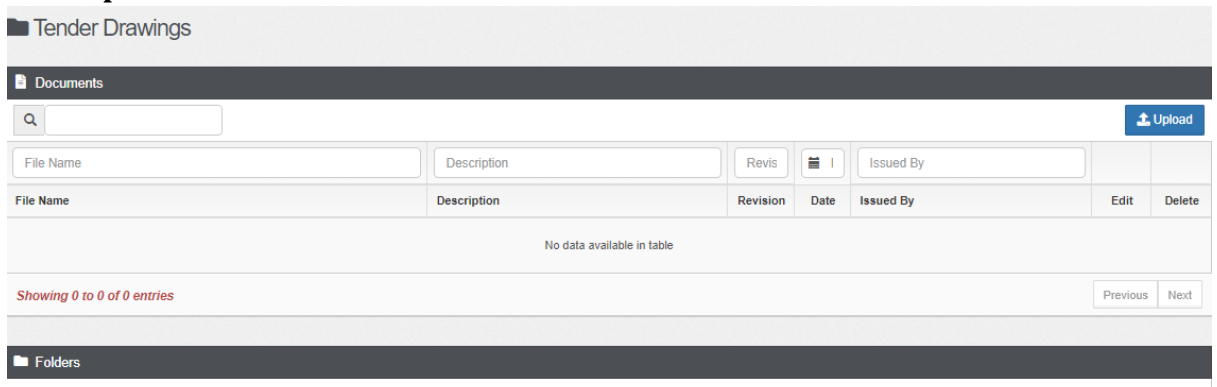 Tender Drawings
Documents
Upload
File Name Description Revis Issued By
File Name Description Revision Date Issued By Edit Delete
No data available in table
Showing 0 to 0 of 0 entries Previous Next
Folders